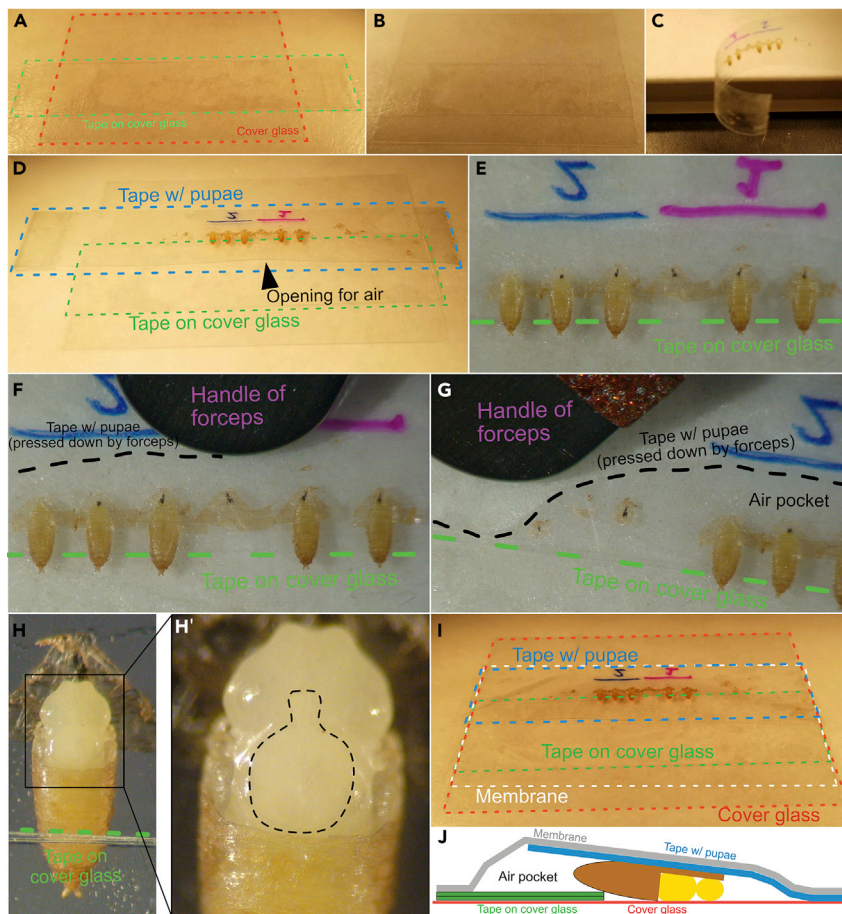 A
Tape on cover glass
Cover glass
B
C
D
Tape w/ pupae
Opening for air
Tape on cover glass
E
Tape on cover glass
F
Handle of
forceps
Tape w/ pupae
(pressed down by forceps)
Tape on cover glass
G
Handle of
forceps
Tape w/ pupae
(pressed down by forceps)
Air pocket
Tape on cover glass
H
Tape on
cover glass
H'
I
Tape w/ pupae
Tape on cover glass
Membrane
Cover glass
J
Membrane
Tape w/ pupae
Air pocket
Tape on cover glass
Cover glass